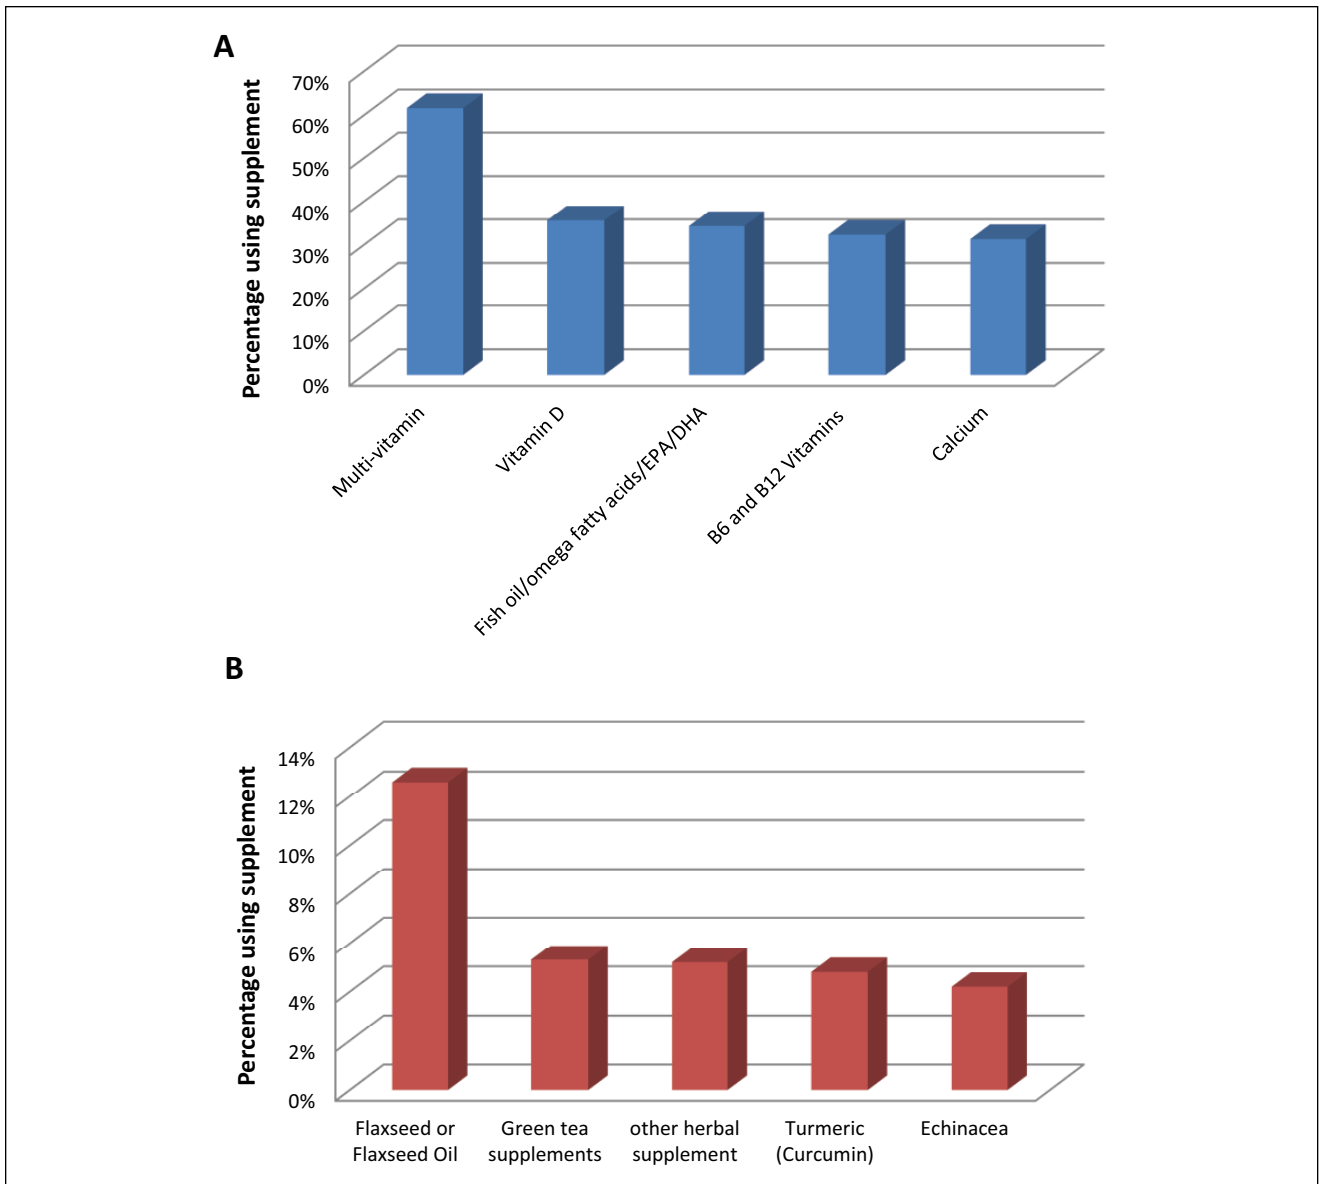 A
Percentage using supplement
70%
60%
50%
40%
30%
20%
10%
0%
Multi-vitamin
Vitamin D
Fish oil/omega fatty acids/EPA/DHA
B6 and B12 Vitamins
Calcium
B
Percentage using supplement
14%
12%
10%
8%
6%
4%
2%
0%
Flaxseed or
Flaxseed Oil
Green tea
supplements
other herbal
supplement
Turmeric
(Curcumin)
Echinacea